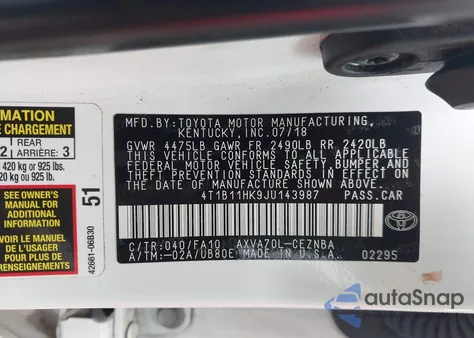 MATION
E CHARGEMENT
1 REAR
2 ARRIÈRE : 3
420 kg or 925 lbs.
20 kg ou 925 lb.
SEE OWNER'S
MANUAL FOR
ADDITIONAL
INFORMATION
VOIR LE MANUEL
DE L'USAGER
POUR PLUS DE
RENSEIGNEMENTS
51
42661-06B30
MFD.BY:TOYOTA MOTOR MANUFACTURING,
KENTUCKY,INC.07/18
GVWR 4475LB GAWR FR 2490LB RR 2420LB
THIS VEHICLE CONFORMS TO ALL APPLICABLE
FEDERAL MOTOR VEHICLE SAFETY, BUMPER, AND
THEFT PREVENTION STANDARDS IN EFFECT ON
THE DATE OF MANUFACTURE SHOWN ABOVE.
4T1B11HK9JU143987 PASS.CAR
C/TR:040/FA10 AXVA70L-CEZNBA
A/TM:-02A/UB80E MADE IN U.S.A. 02295
TOYOTA
AutaSnap